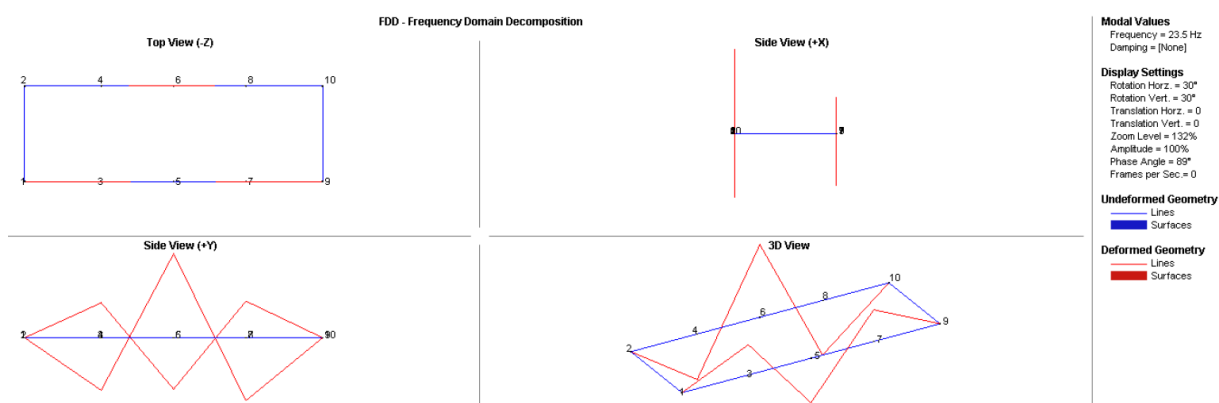 FDD - Frequency Domain Decomposition
Top View (-Z)
2 4 6 8 10
1 3 5 7 9
Side View (+X)
Side View (+Y)
6
3D View
10
8
6
4
2
9
7
5
3
1
Modal Values
Frequency = 23.5 Hz
Damping = [None]
Display Settings
Rotation Horz. = 30°
Rotation Vert. = 30°
Translation Horz. = 0
Translation Vert. = 0
Zoom Level = 132%
Amplitude = 100%
Phase Angle = 89°
Frames per Sec.= 0
Undeformed Geometry
Lines
Surfaces
Deformed Geometry
Lines
Surfaces